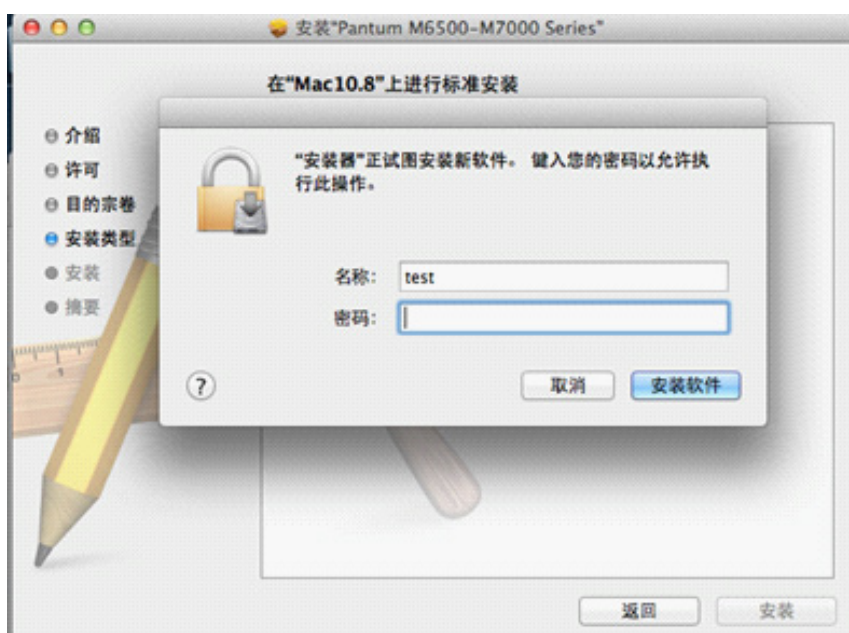 安装"Pantum M6500-M7000 Series"
在"Mac10.8"上进行标准安装
介绍
许可
目的宗卷
安装类型
安装
摘要
"安装器"正试图安装新软件。 键入您的密码以允许执
行此操作。
名称: test
密码:
?
取消 安装软件
返回 安装